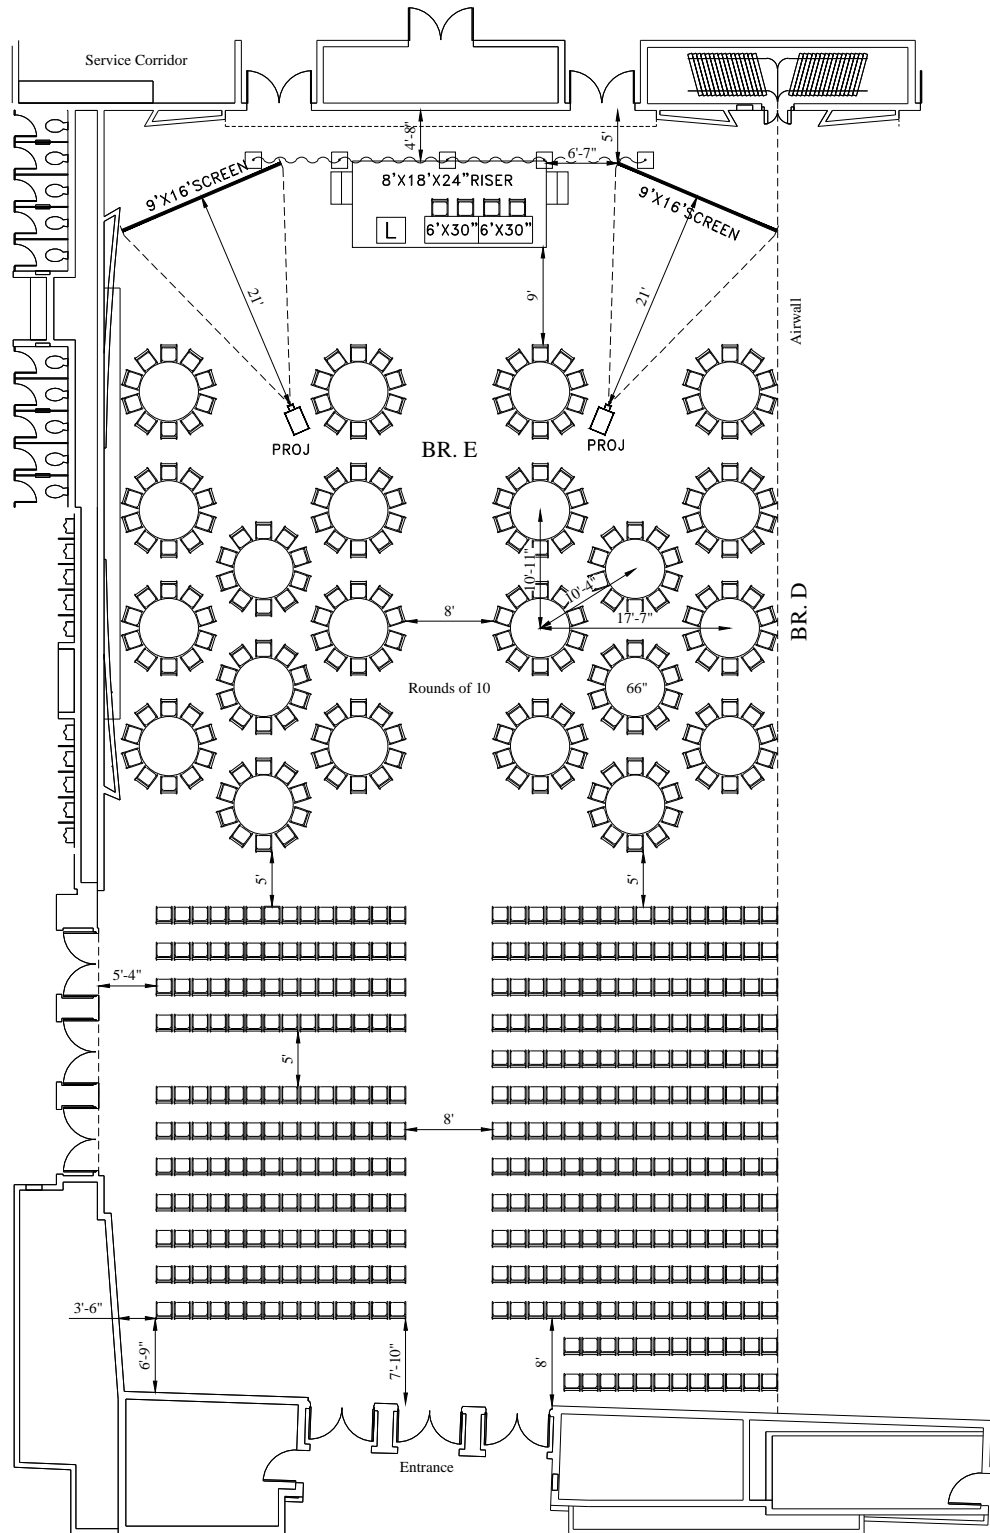 Service Corridor
4'-8"
5'
6'-7"
9'X16'SCREEN
8'X18'X24"RISER
9'X16'SCREEN
L
6'X30"
6'X30"
21'
9'
21'
Airwall
PROJ
BR. E
PROJ
10'-11"
10'-4"
8'
17'-7"
BR. D
Rounds of 10
66"
5'
5'
5'-4"
5'
8'
3'-6"
6'-9"
7'-10"
8'
Entrance